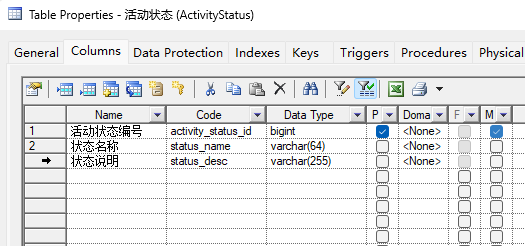 Table Properties - 活动状态 (ActivityStatus)
General Columns Data Protection Indexes Keys Triggers Procedures Physical
Name Code Data Type P Doma F M
1 活动状态编号 activity_status_id bigint <None>
2 状态名称 status_name varchar(64) <None>
状态说明 status_desc varchar(255) <None>